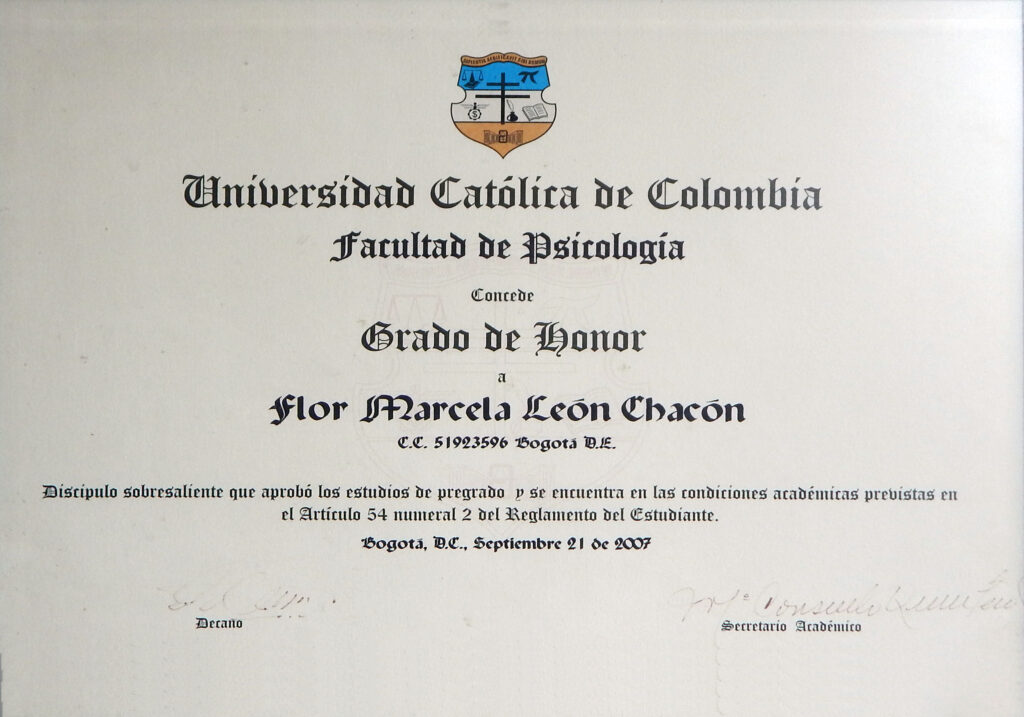 Universidad Católica de Colombia
Facultad de Psicología
Concede
Grado de Honor
a
Flor Marcela León Chacón
C.C. 51923596 Bogotá D.E.
Discipulo sobresaliente que aprobó los estudios de pregrado y se encuentra en las condiciones académicas previstas en
el Artículo 54 numeral 2 del Reglamento del Estudiante.
Bogotá, D.C., Septiembre 21 de 2007
Decano
Secretario Académico